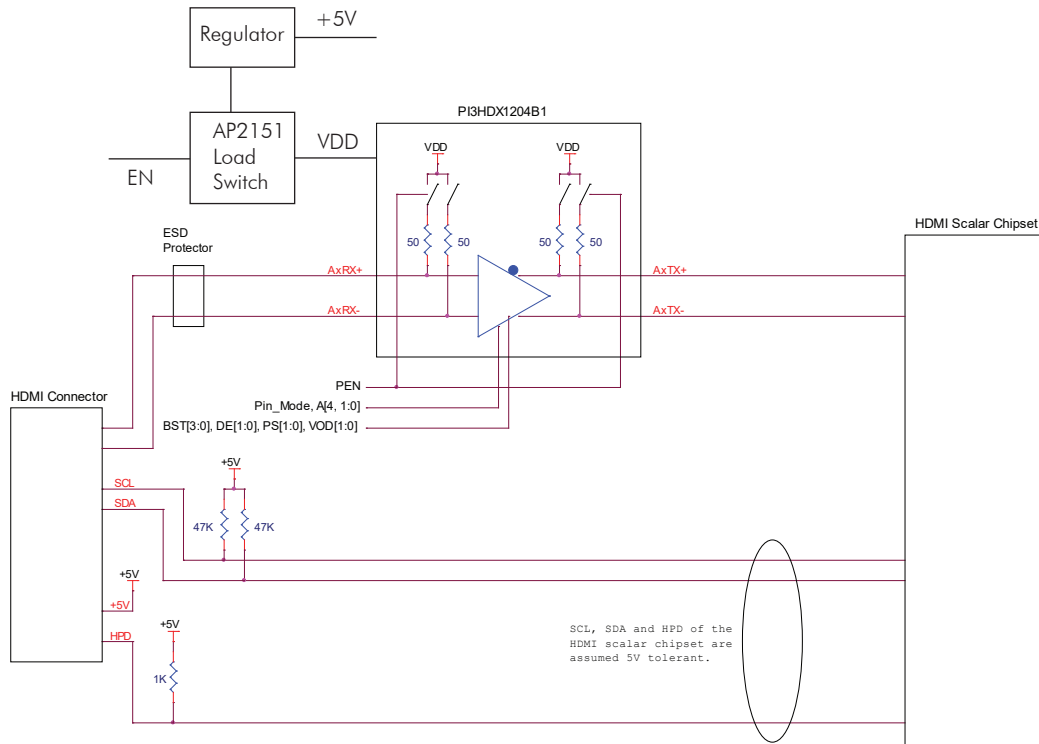 Regulator
+5V
AP2151
Load
Switch
VDD
EN
PI3HDX1204B1
VDD
VDD
50
50
50
50
HDMI Scalar Chipset
ESD
Protector
AxRX+
AxTX+
AxRX-
AxTX-
PEN
Pin_Mode, A[4, 1:0]
BST[3:0], DE[1:0], PS[1:0], VOD[1:0]
HDMI Connector
SCL
SDA
+5V
47K
47K
+5V
+5V
HPD
+5V
1K
SCL, SDA and HPD of the
HDMI scalar chipset are
assumed 5V tolerant.